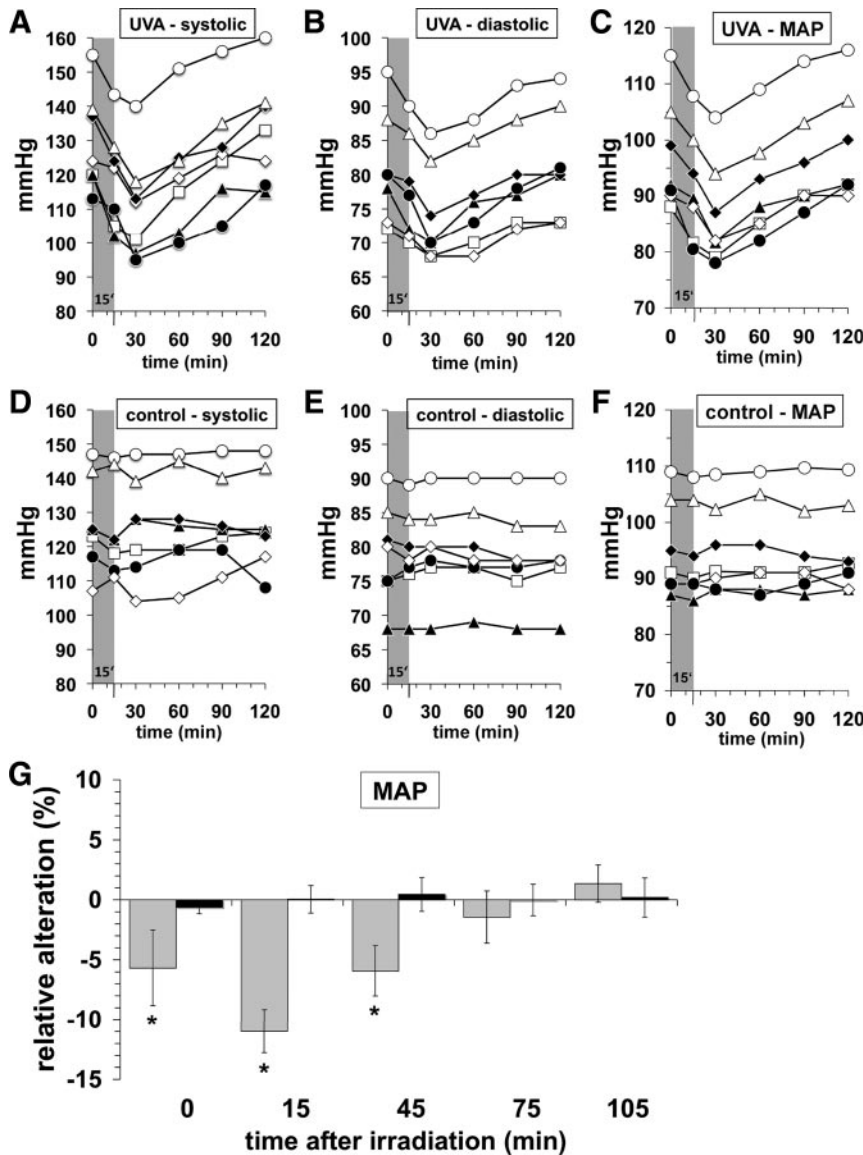 A
UVA - systolic
mmHg
160
150
140
130
120
110
100
90
80
15'
0 30 60 90 120
time (min)
B
UVA - diastolic
mmHg
100
95
90
85
80
75
70
65
60
15'
0 30 60 90 120
time (min)
C
UVA - MAP
mmHg
120
110
100
90
80
70
15'
0 30 60 90 120
time (min)
D
control - systolic
mmHg
160
150
140
130
120
110
100
90
80
15'
0 30 60 90 120
time (min)
E
control - diastolic
mmHg
100
95
90
85
80
75
70
65
60
15'
0 30 60 90 120
time (min)
F
control - MAP
mmHg
120
110
100
90
80
70
15'
0 30 60 90 120
time (min)
G
MAP
relative alteration (%)
10
5
0
-5
-10
-15
* * *
0 15 45 75 105
time after irradiation (min)